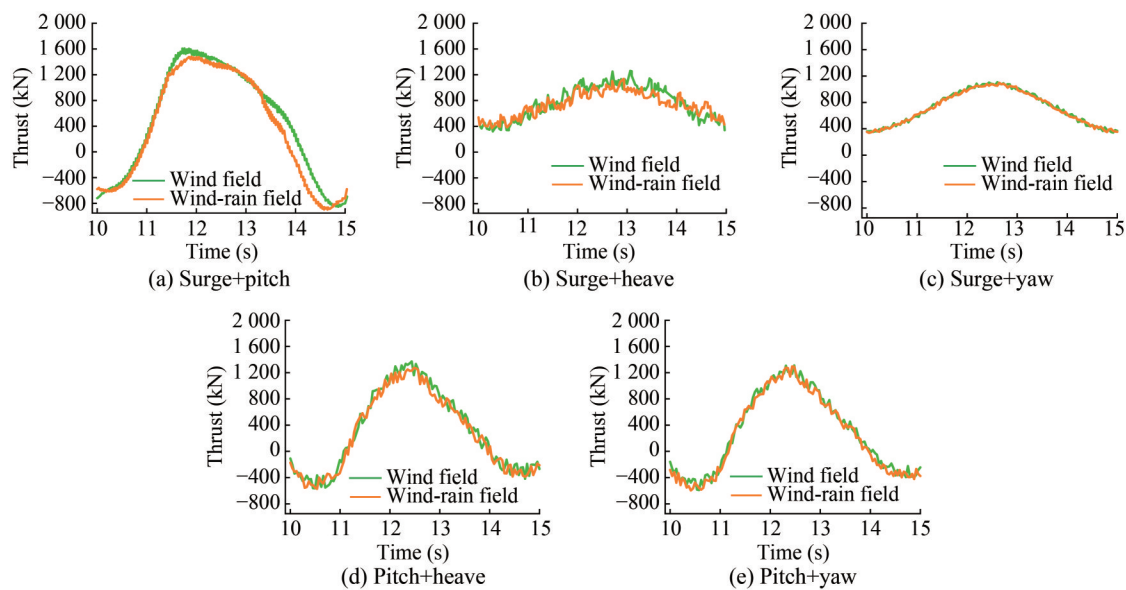 2 000
1 600
1 200
800
400
0
−400
−800
Thrust (kN)
Wind field
Wind-rain field
10 11 12 13 14 15
Time (s)
(a) Surge+pitch
2 000
1 600
1 200
800
400
0
−400
−800
Thrust (kN)
Wind field
Wind-rain field
10 11 12 13 14 15
Time (s)
(b) Surge+heave
2 000
1 600
1 200
800
400
0
−400
−800
Thrust (kN)
Wind field
Wind-rain field
10 11 12 13 14 15
Time (s)
(c) Surge+yaw
2 000
1 600
1 200
800
400
0
−400
−800
Thrust (kN)
Wind field
Wind-rain field
10 11 12 13 14 15
Time (s)
(d) Pitch+heave
2 000
1 600
1 200
800
400
0
−400
−800
Thrust (kN)
Wind field
Wind-rain field
10 11 12 13 14 15
Time (s)
(e) Pitch+yaw